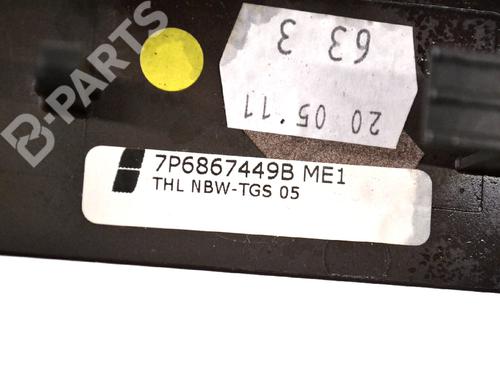 B-PARTS
63 3
20 05 11
7P6867449B ME1
THL NBW-TGS 05